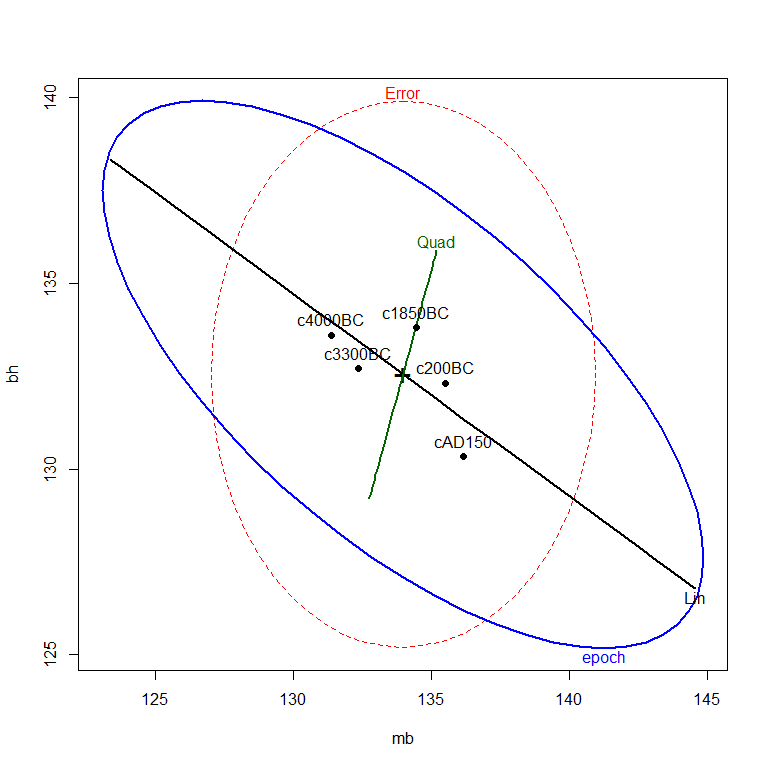 140
Error
Quad
135
c1850BC
c4000BC
c3300BC
c200BC
bh
cAD150
130
Lin
125
epoch
125 130 135 140 145
mb